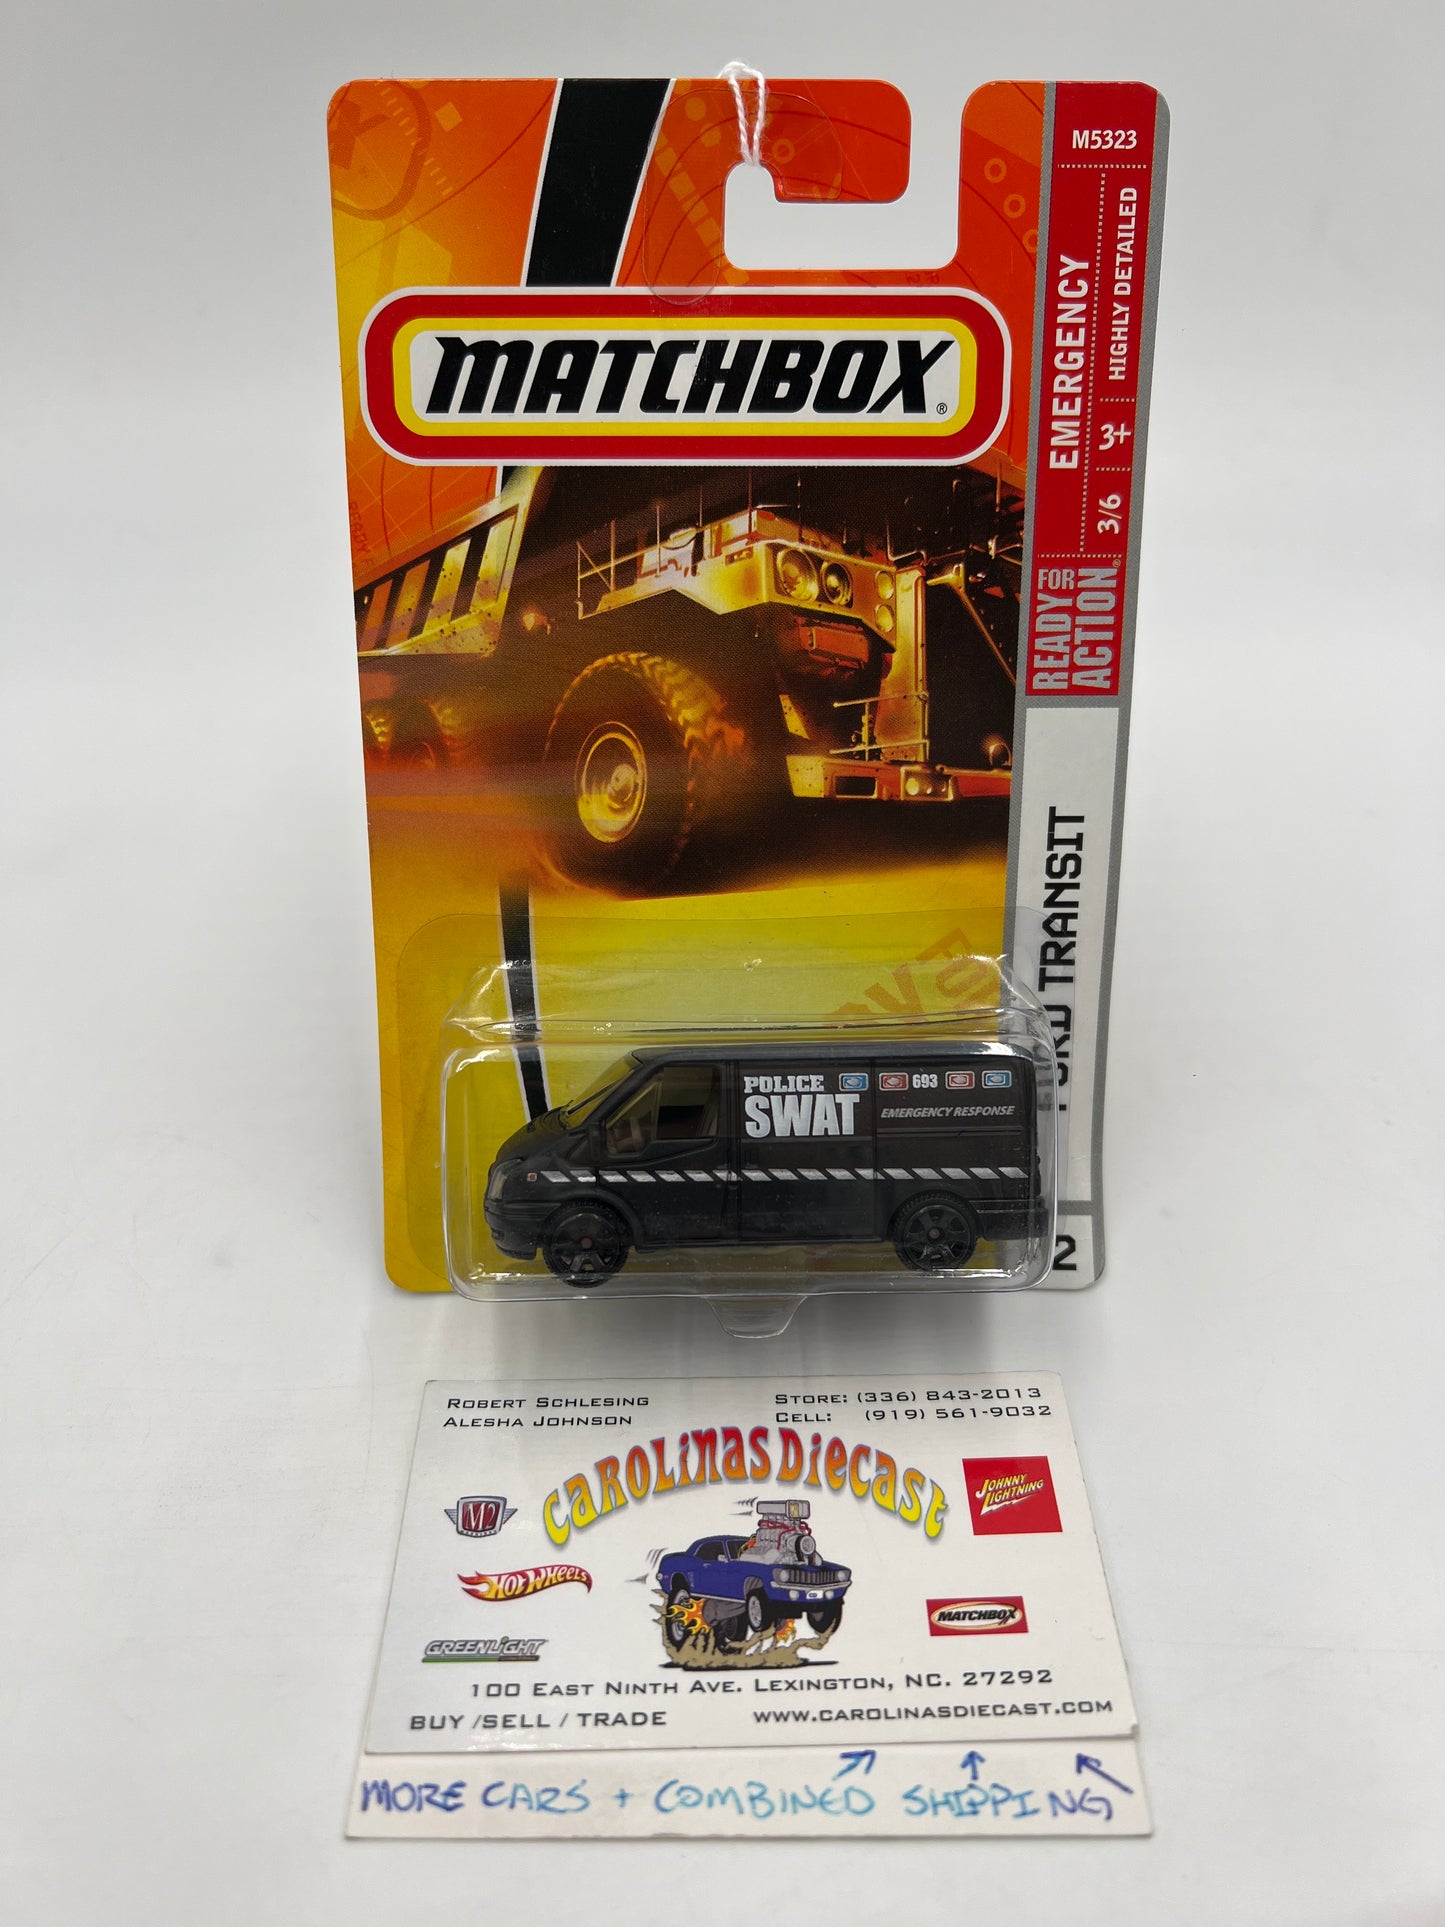 M5323
EMERGENCY
HIGHLY DETAILED
3+
3/6
READY FOR ACTION®
MATCHBOX®
FORD TRANSIT
2
POLICE
SWAT
693
EMERGENCY RESPONSE
ROBERT SCHLESING
ALESHA JOHNSON
STORE: (336) 843-2013
CELL: (919) 561-9032
CAROLINAS DIECAST
M2
JOHNNY LIGHTNING
HOT WHEELS
MATCHBOX
GREENLIGHT
100 EAST NINTH AVE. LEXINGTON, NC. 27292
BUY /SELL / TRADE
WWW.CAROLINASDIECAST.COM
MORE CARS + COMBINED SHIPPING